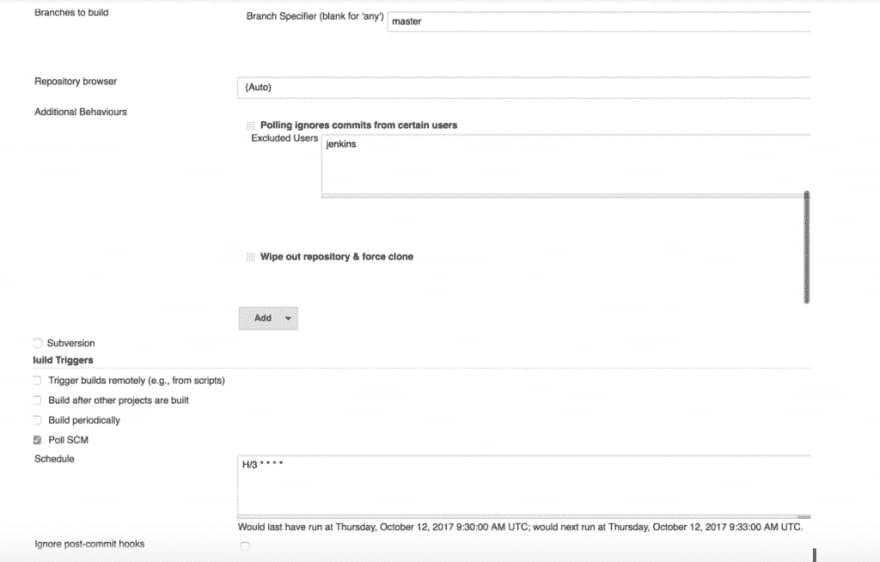 Branches to build
Branch Specifier (blank for 'any')
master
Repository browser
(Auto)
Additional Behaviours
Polling ignores commits from certain users
Excluded Users
jenkins
Wipe out repository & force clone
Add
Subversion
uild Triggers
Trigger builds remotely (e.g., from scripts)
Build after other projects are built
Build periodically
Poll SCM
Schedule
H/3 * * * *
Would last have run at Thursday, October 12, 2017 9:30:00 AM UTC; would next run at Thursday, October 12, 2017 9:33:00 AM UTC.
Ignore post-commit hooks